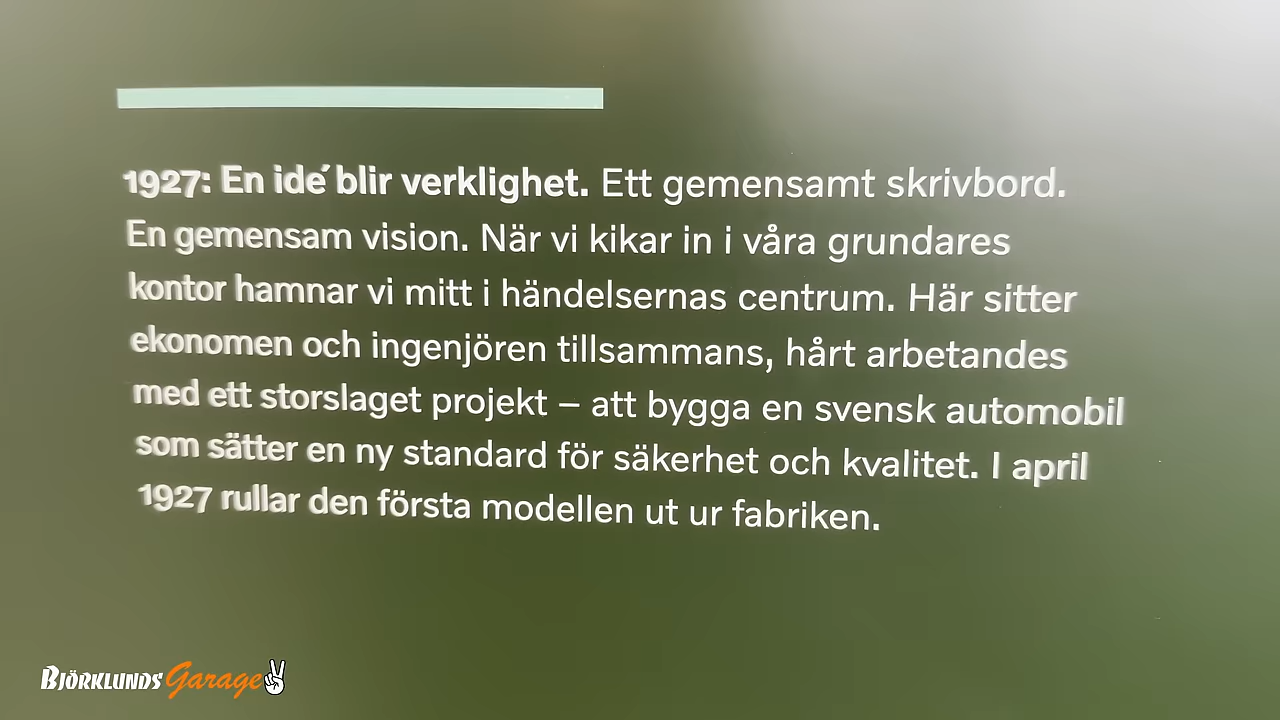 1927: En ide´ blir verklighet. Ett gemensamt skrivbord.
En gemensam vision. När vi kikar in i våra grundares
kontor hamnar vi mitt i händelsernas centrum. Här sitter
ekonomen och ingenjören tillsammans, hårt arbetandes
med ett storslaget projekt – att bygga en svensk automobil
som sätter en ny standard för säkerhet och kvalitet. I april
1927 rullar den första modellen ut ur fabriken.
BJÖRKLUNDS Garage